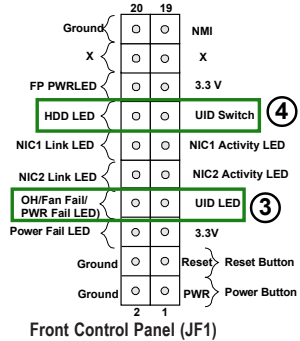 20 19
Ground NMI
X X
FP PWRLED 3.3 V
HDD LED UID Switch 4
NIC1 Link LED NIC1 Activity LED
NIC2 Link LED NIC2 Activity LED
OH/Fan Fail/
PWR Fail LED) UID LED 3
Power Fail LED 3.3V
Ground Reset Reset Button
Ground PWR Power Button
2 1
Front Control Panel (JF1)